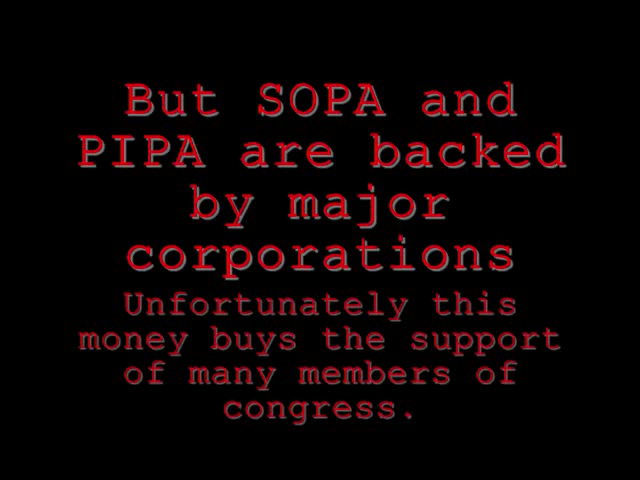 But SOPA and
PIPA are backed
by major
corporations
Unfortunately this
money buys the support
of many members of
congress.